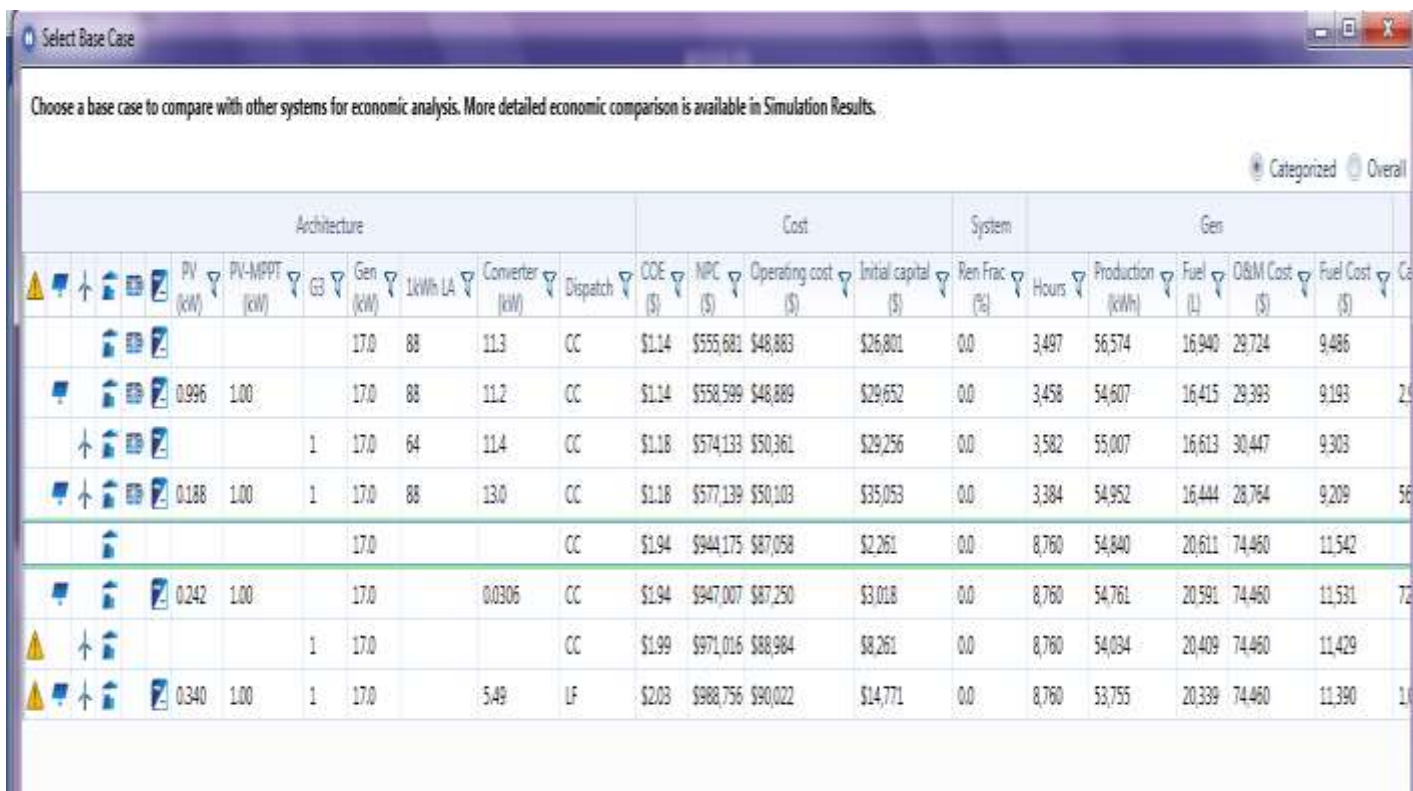 Select Base Case
Choose a base case to compare with other systems for economic analysis. More detailed economic comparison is available in Simulation Results.
Categorized Overall
Architecture Cost System Gen
PV (kW) PV-MPPT (kW) G3 Gen (kW) 1kWh LA Converter (kW) Dispatch COE ($) NPC ($) Operating cost ($) Initial capital ($) Ren Frac (%) Hours Production (kWh) Fuel (L) O&M Cost ($) Fuel Cost ($) Ca
17.0 88 11.3 CC $1.14 $555,681 $48,883 $26,801 0.0 3,497 56,574 16,940 29,724 9,486
0.996 1.00 17.0 88 11.2 CC $1.14 $558,599 $48,889 $29,652 0.0 3,458 54,607 16,415 29,393 9,193 2.9
1 17.0 64 11.4 CC $1.18 $574,133 $50,361 $29,256 0.0 3,582 55,007 16,613 30,447 9,303
0.188 1.00 1 17.0 88 13.0 CC $1.18 $577,139 $50,103 $35,053 0.0 3,384 54,952 16,444 28,764 9,209 56
17.0 CC $1.94 $944,175 $87,058 $2,261 0.0 8,760 54,840 20,611 74,460 11,542
0.242 1.00 17.0 0.0306 CC $1.94 $947,007 $87,250 $3,018 0.0 8,760 54,761 20,591 74,460 11,531 72
1 17.0 CC $1.99 $971,016 $88,984 $8,261 0.0 8,760 54,034 20,409 74,460 11,429
0.340 1.00 1 17.0 5.49 LF $2.03 $988,756 $90,022 $14,771 0.0 8,760 53,755 20,339 74,460 11,390